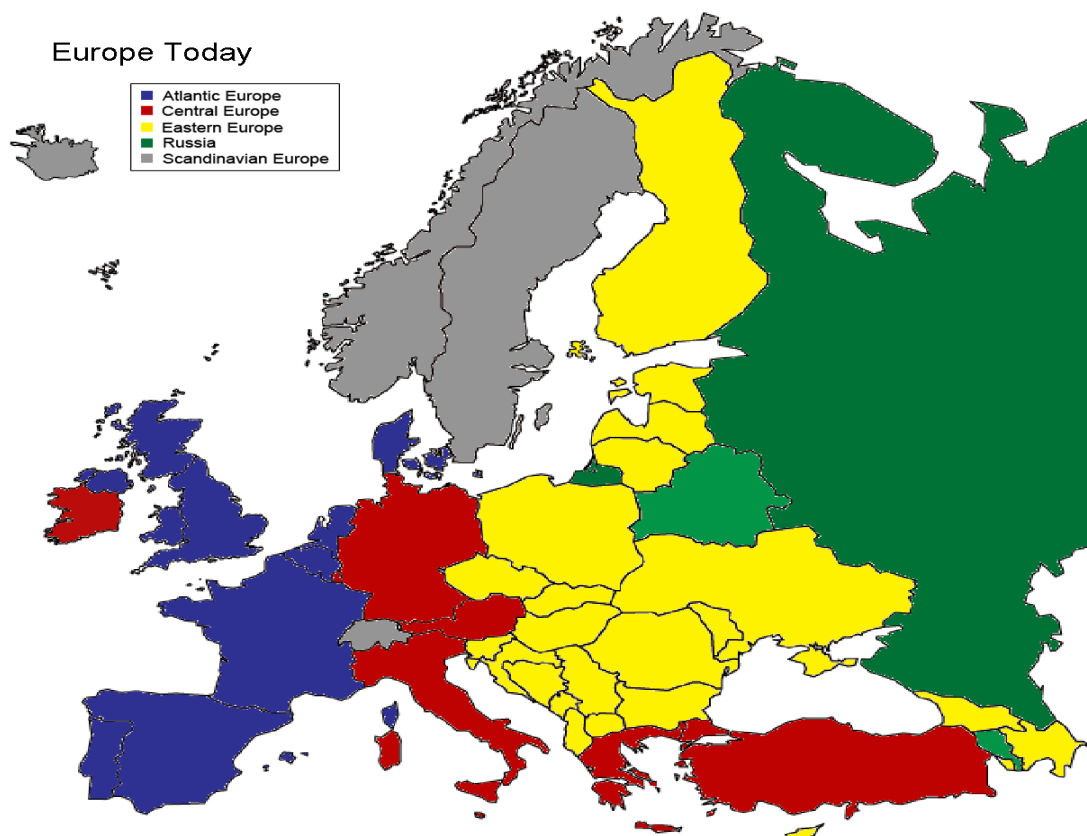 Europe Today
Atlantic Europe
Central Europe
Eastern Europe
Russia
Scandinavian Europe